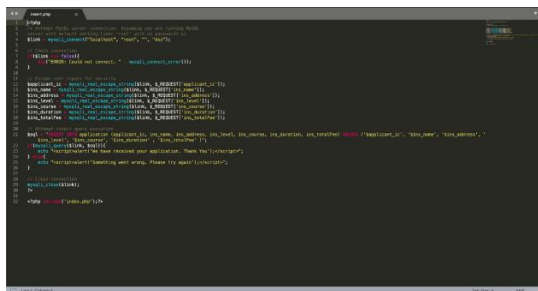 insert.php
<?php
/* Attempt MySQL server connection. Assuming you are running MySQL
server with default setting (user 'root' with no password) */
$link = mysqli_connect("localhost", "root", "", "dss");
// Check connection
if($link === false){
die("ERROR: Could not connect. " . mysqli_connect_error());
}
// Escape user inputs for security
$applicant_ic = mysqli_real_escape_string($link, $_REQUEST['applicant_ic']);
$ins_name = mysqli_real_escape_string($link, $_REQUEST['ins_name']);
$ins_address = mysqli_real_escape_string($link, $_REQUEST['ins_address']);
$ins_level = mysqli_real_escape_string($link, $_REQUEST['ins_level']);
$ins_course = mysqli_real_escape_string($link, $_REQUEST['ins_course']);
$ins_duration = mysqli_real_escape_string($link, $_REQUEST['ins_duration']);
$ins_totalFee = mysqli_real_escape_string($link, $_REQUEST['ins_totalFee']);
// Attempt insert query execution
$sql = "INSERT INTO application (applicant_ic, ins_name, ins_address, ins_level, ins_course, ins_duration, ins_totalFee) VALUES ('$applicant_ic', '$ins_name', '$ins_address', '
$ins_level', '$ins_course', '$ins_duration' , '$ins_totalFee' )";
if(mysqli_query($link, $sql)){
echo "<script>alert('We have received your application. Thank You');</script>";
} else{
echo "<script>alert('Something went wrong. Please try again');</script>";
}
// Close connection
mysqli_close($link);
?>
<?php include('index.php');?>